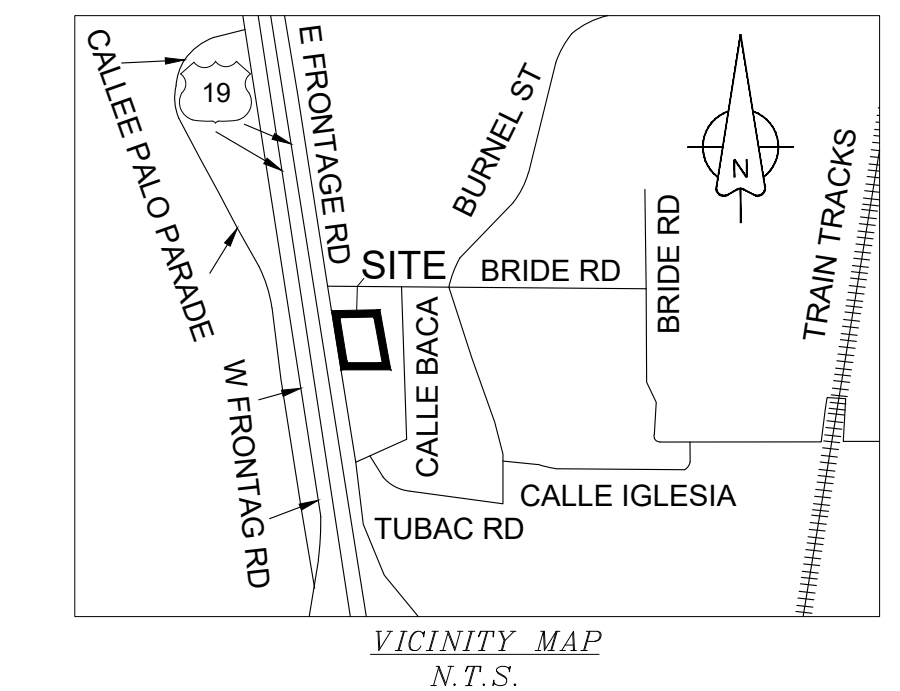 CALLEE PALO PARADE
19
E FRONTAGE RD
BURNEL ST
N
TRAIN TRACKS
SITE
BRIDE RD
BRIDE RD
CALLE BACA
W FRONTAG RD
CALLE IGLESIA
TUBAC RD
VICINITY MAP
N.T.S.